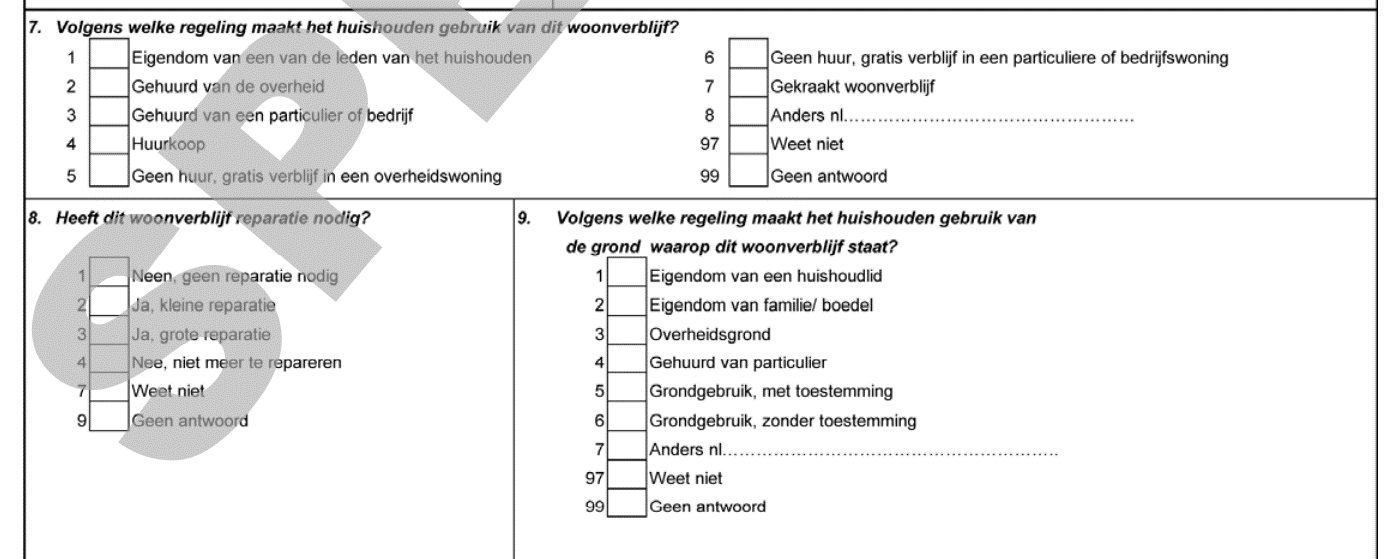 7. Volgens welke regeling maakt het huishouden gebruik van dit woonverblijf?
1 Eigendom van een van de leden van het huishouden
2 Gehuurd van de overheid
3 Gehuurd van een particulier of bedrijf
4 Huurkoop
5 Geen huur, gratis verblijf in een overheidswoning
6 Geen huur, gratis verblijf in een particuliere of bedrijfswoning
7 Gekraakt woonverblijf
8 Anders nl....................................................
97 Weet niet
99 Geen antwoord
8. Heeft dit woonverblijf reparatie nodig?
1 Neen, geen reparatie nodig
2 Ja, kleine reparatie
3 Ja, grote reparatie
4 Nee, niet meer te repareren
7 Weet niet
9 Geen antwoord
9. Volgens welke regeling maakt het huishouden gebruik van
de grond waarop dit woonverblijf staat?
1 Eigendom van een huishoudlid
2 Eigendom van familie/ boedel
3 Overheidsgrond
4 Gehuurd van particulier
5 Grondgebruik, met toestemming
6 Grondgebruik, zonder toestemming
7 Anders nl............................................................
97 Weet niet
99 Geen antwoord